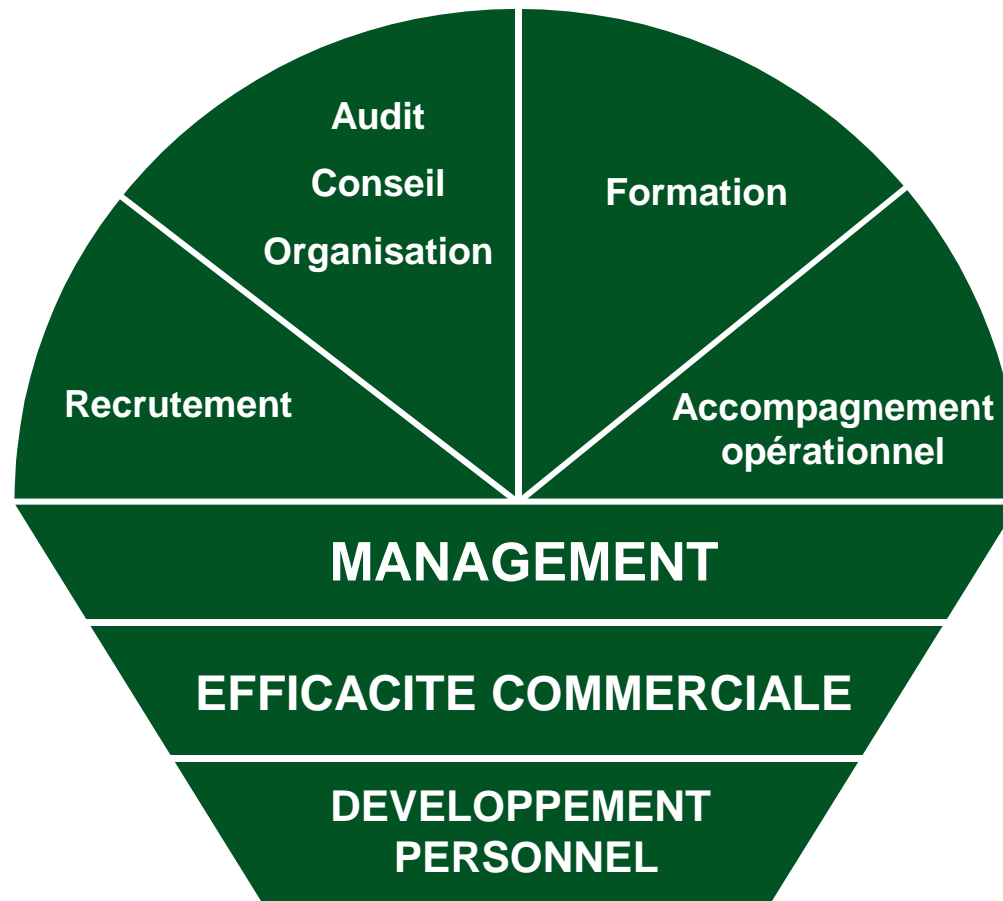 Audit
Conseil
Organisation
Formation
Recrutement
Accompagnement
opérationnel
MANAGEMENT
EFFICACITE COMMERCIALE
DEVELOPPEMENT
PERSONNEL